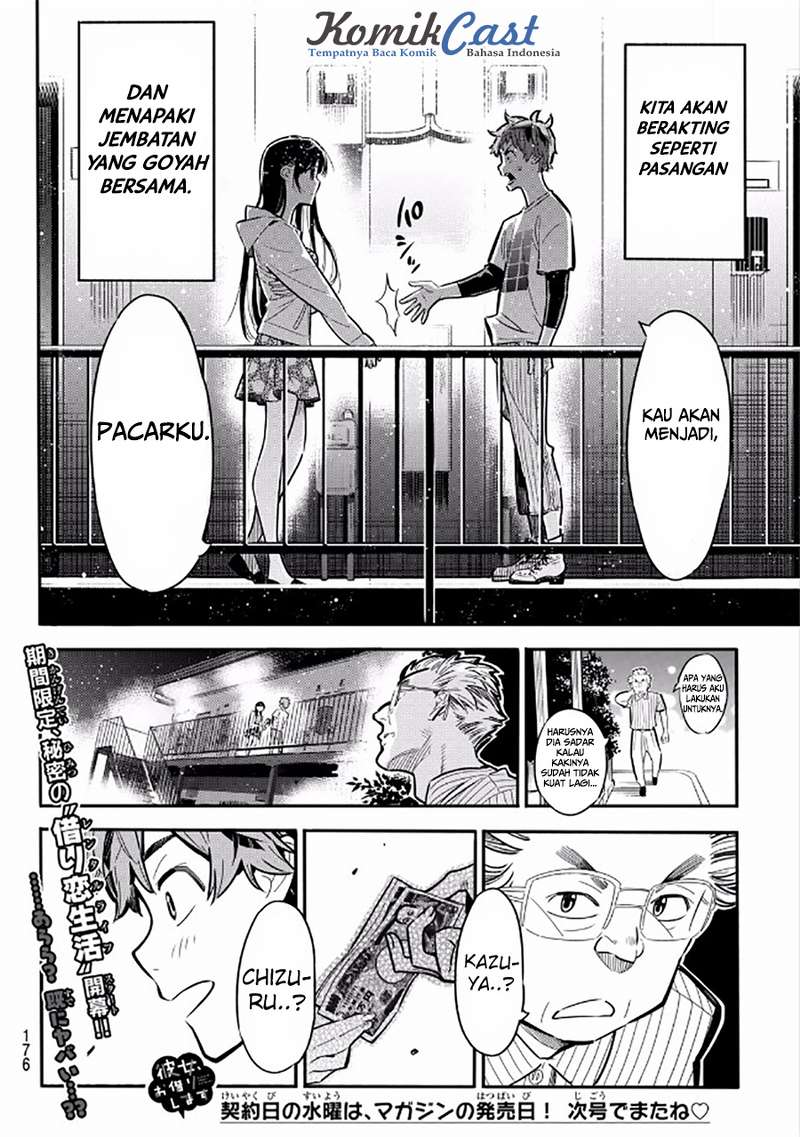 KomikCast
Tempatnya Baca Komik Bahasa Indonesia
KITA AKAN
BERAKTING
SEPERTI
PASANGAN
DAN
MENAPAKI
JEMBATAN
YANG GOYAH
BERSAMA.
KAU AKAN
MENJADI,
PACARKU.
APA YANG
HARUS AKU
LAKUKAN
UNTUKNYA.
HARUSNYA
DIA SADAR
KALAU
KAKINYA
SUDAH TIDAK
KUAT LAGI...
KAZU-
YA..?
CHIZU-
RU..?
期間限定、秘密の
“借り恋生活”開幕!!
……あらら? 既にヤバい…??
彼女、
お借り
します
契約日の水曜は、マガジンの発売日! 次号でまたね♡
176